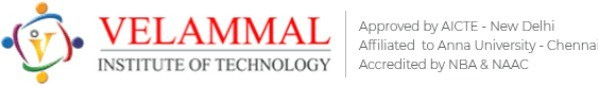 VELAMMAL
INSTITUTE OF TECHNOLOGY
Approved by AICTE - New Delhi
Affiliated to Anna University - Chennai
Accredited by NBA & NAAC